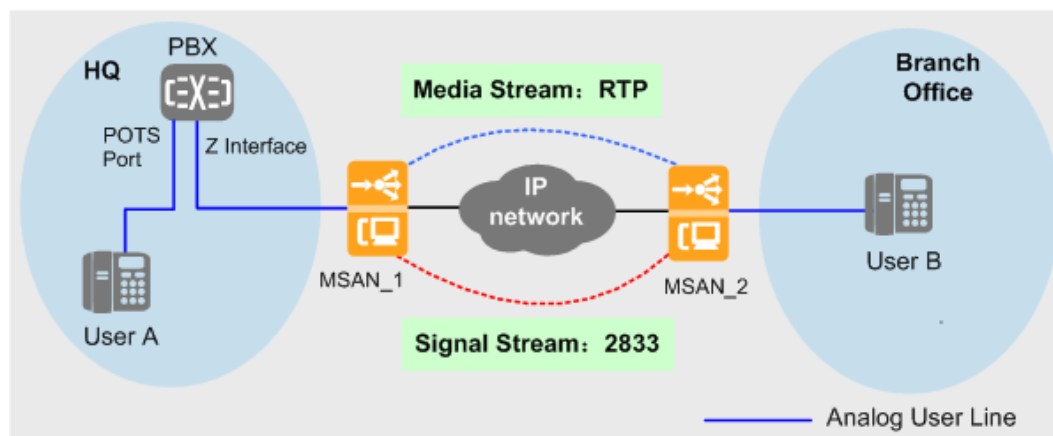 PBX
HQ
POTS
Port
Z Interface
Media Stream：RTP
Branch
Office
IP
network
MSAN_1
MSAN_2
User A
User B
Signal Stream：2833
Analog User Line